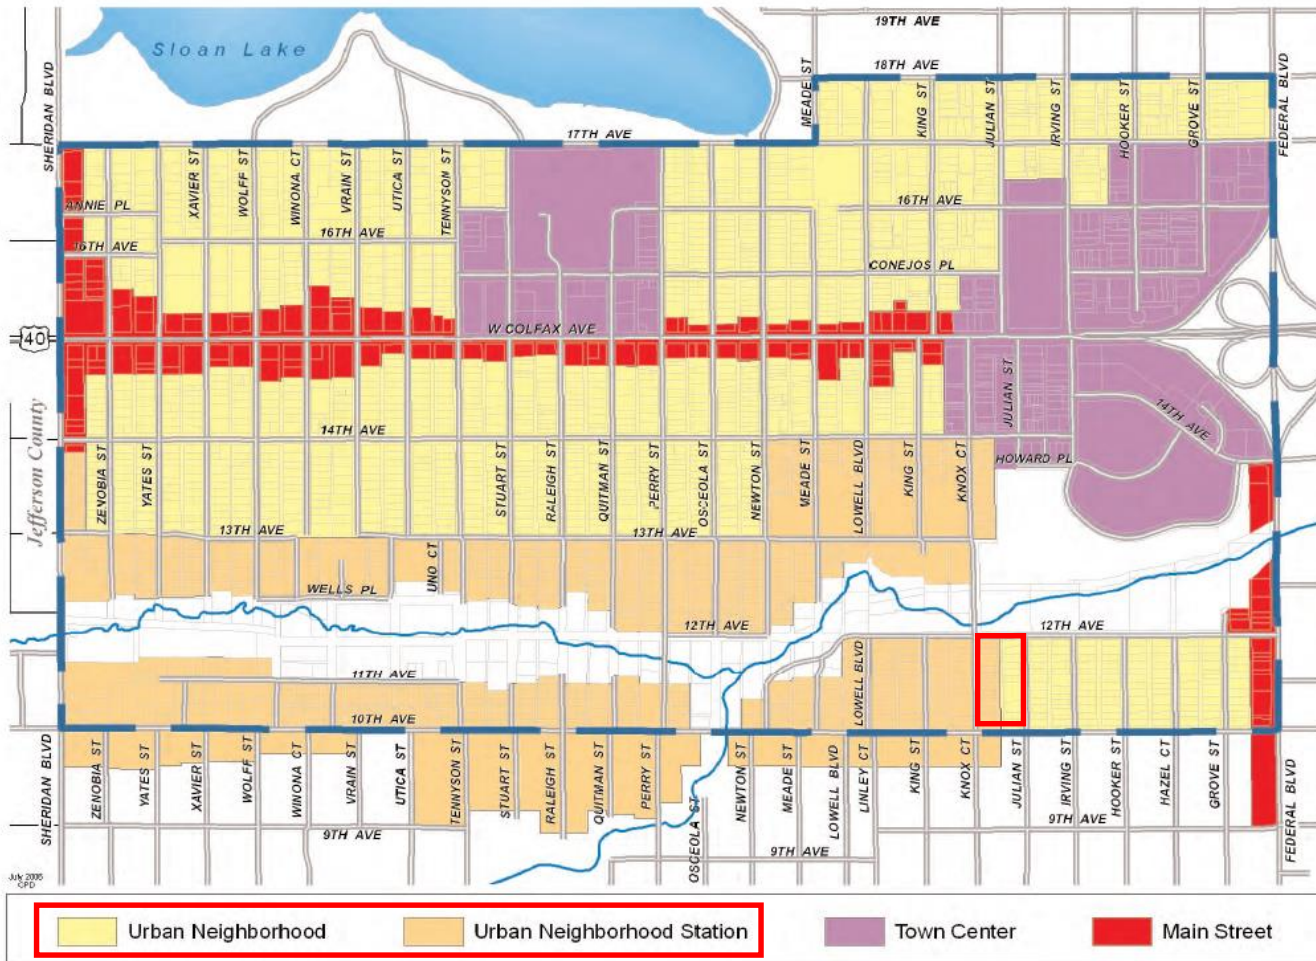 Sloan Lake
19TH AVE
18TH AVE
SHERIDAN BLVD
MEADE ST
KING ST
JULIAN ST
IRVING ST
HOOKER ST
GROVE ST
FEDERAL BLVD
17TH AVE
XAVIER ST
WOLFF ST
WINONA CT
VRAIN ST
UTICA ST
TENNYSON ST
ANNIE PL
16TH AVE
16TH AVE
16TH AVE
CONEJOS PL
W COLFAX AVE
40
Jefferson County
JULIAN ST
14TH AVE
14TH AVE
HOWARD PL
ZENOBIA ST
YATES ST
STUART ST
RALEIGH ST
QUITMAN ST
PERRY ST
OSCEOLA ST
NEWTON ST
MEADE ST
LOWELL BLVD
KING ST
KNOX CT
13TH AVE
13TH AVE
UNO CT
WELLS PL
12TH AVE
12TH AVE
11TH AVE
LOWELL BLVD
10TH AVE
SHERIDAN BLVD
ZENOBIA ST
YATES ST
XAVIER ST
WOLFF ST
WINONA CT
VRAIN ST
UTICA ST
TENNYSON ST
STUART ST
RALEIGH ST
QUITMAN ST
PERRY ST
OSCEOLA ST
NEWTON ST
MEADE ST
LOWELL BLVD
LINLEY CT
KING ST
KNOX CT
JULIAN ST
IRVING ST
HOOKER ST
HAZEL CT
GROVE ST
FEDERAL BLVD
9TH AVE
9TH AVE
9TH AVE
July 2006
CPD
Urban Neighborhood
Urban Neighborhood Station
Town Center
Main Street